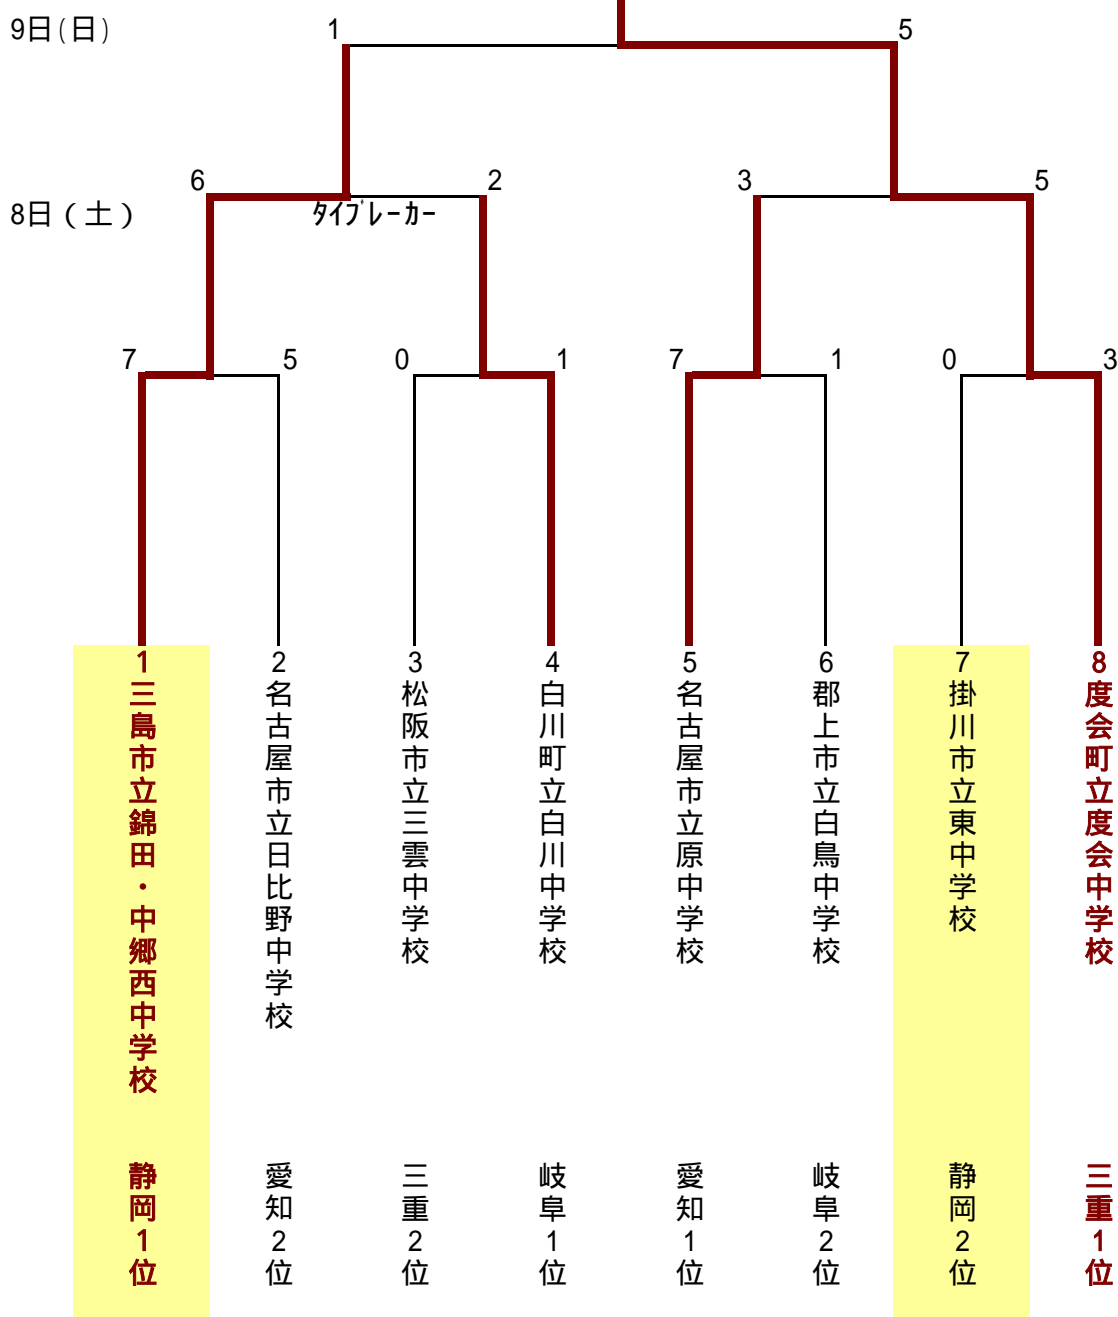 9日(日)
1
5
6
2
3
5
8日(土)
タイブレーカー
7
5
0
1
7
1
0
3
1三島市立錦田・中郷西中学校
静岡1位
2名古屋市立日比野中学校
愛知2位
3松阪市立三雲中学校
三重2位
4白川町立白川中学校
岐阜1位
5名古屋市立原中学校
愛知1位
6郡上市立白鳥中学校
岐阜2位
7掛川市立東中学校
静岡2位
8度会町立度会中学校
三重1位